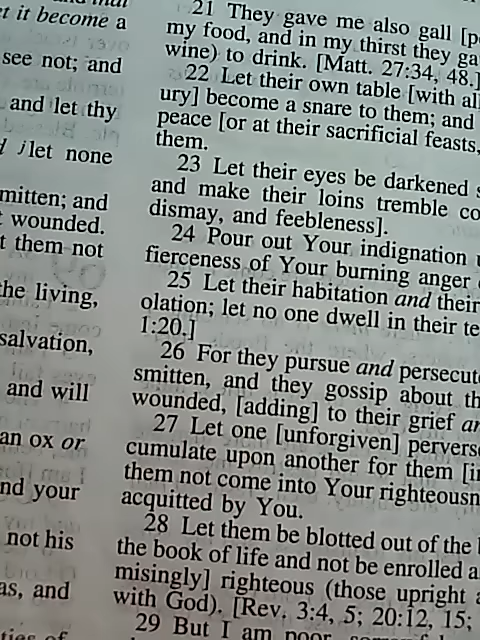 et it become a
see not; and
and let thy
let none
mitten; and
wounded.
them not
the living,
salvation,
and will
an ox or
nd your
not his
as, and
ties of
21 They gave me also gall
my food, and in my thirst they ga
wine) to drink. [Matt. 27:34, 48.]
22 Let their own table [with al
ury] become a snare to them; and
peace [or at their sacrificial feasts,
them.
23 Let their eyes be darkened
and make their loins tremble co
dismay, and feebleness].
24 Pour out Your indignation
fierceness of Your burning anger
25 Let their habitation and their
olation; let no one dwell in their te
1:20.]
26 For they pursue and persecut
smitten, and they gossip about th
wounded, [adding] to their grief
27 Let one [unforgiven] pervers
cumulate upon another for them [i
them not come into Your righteousn
acquitted by You.
28 Let them be blotted out of the
the book of life and not be enrolled a
misingly] righteous (those upright
with God). [Rev. 3:4, 5; 20:12, 15;
29 But I am poor,